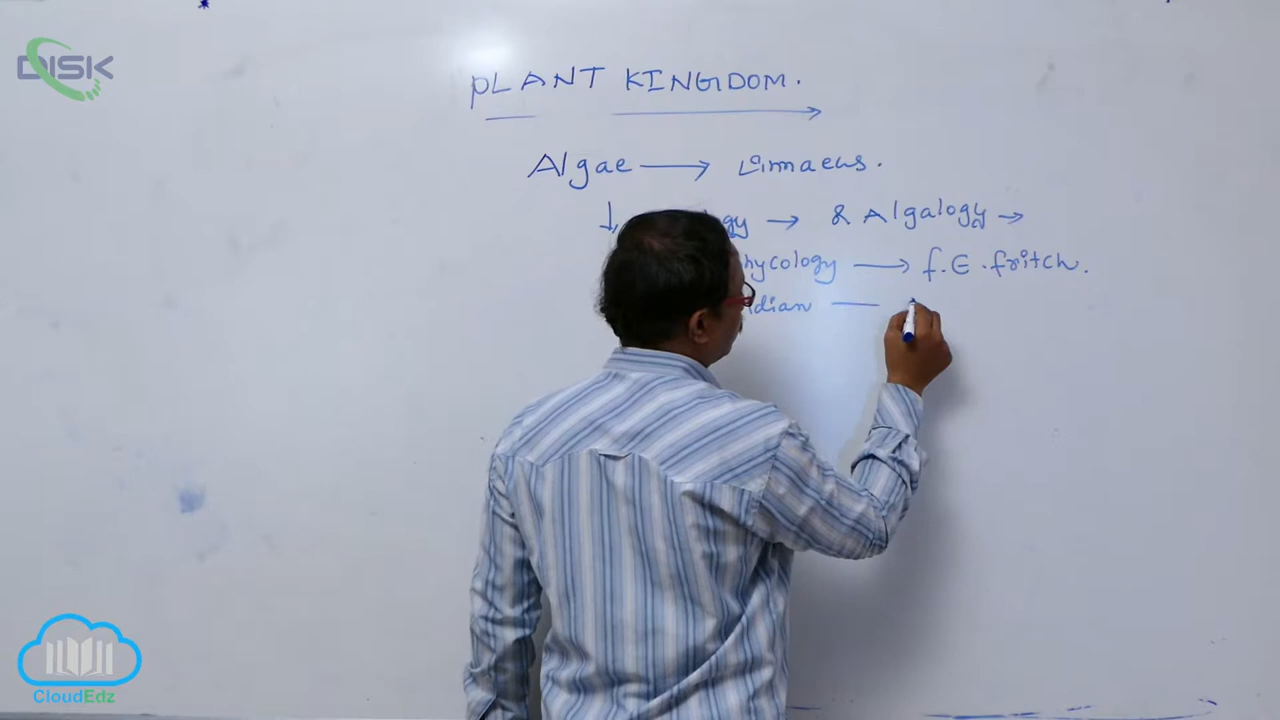 DISK
PLANT KINGDOM.
Algae → Linnaeus.
↓ → & Algalogy →
hycology → f.E.fritch.
dian —
CloudEdz